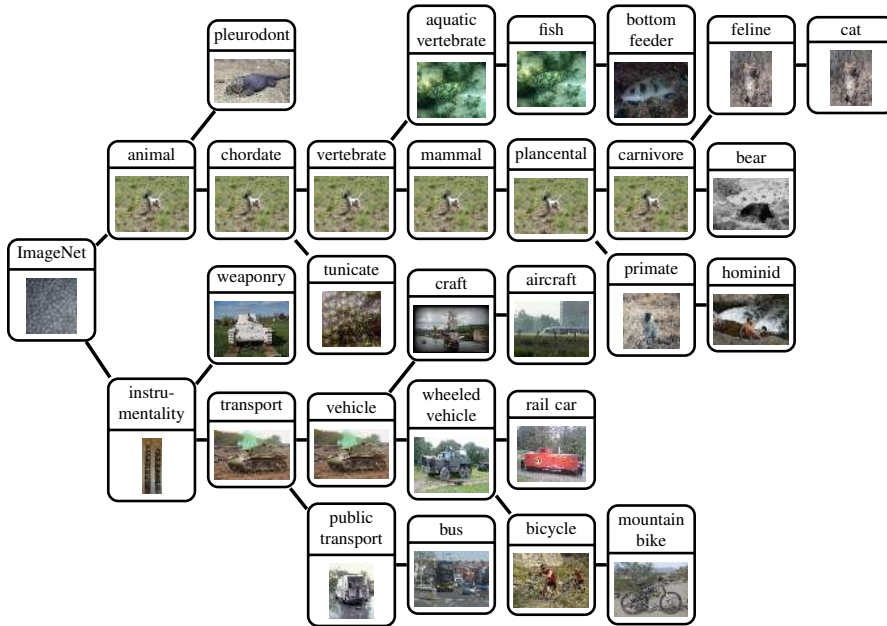 aquatic
vertebrate
fish
bottom
feeder
feline
cat
pleurodont
animal
chordate
vertebrate
mammal
plancental
carnivore
bear
ImageNet
weaponry
tunicate
craft
aircraft
primate
hominid
instru-
mentality
transport
vehicle
wheeled
vehicle
rail car
public
transport
bus
bicycle
mountain
bike